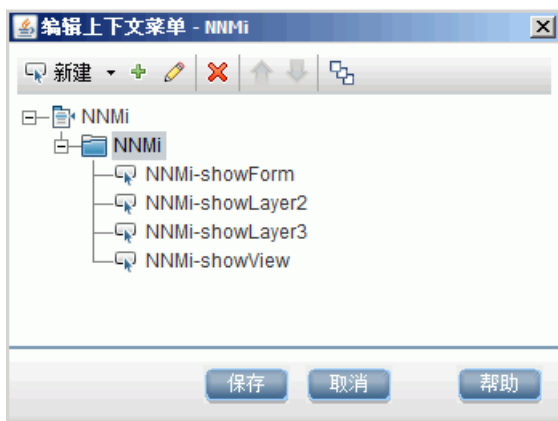 编辑上下文菜单 - NNMi
新建
NNMi
NNMi
NNMi-showForm
NNMi-showLayer2
NNMi-showLayer3
NNMi-showView
保存 取消 帮助